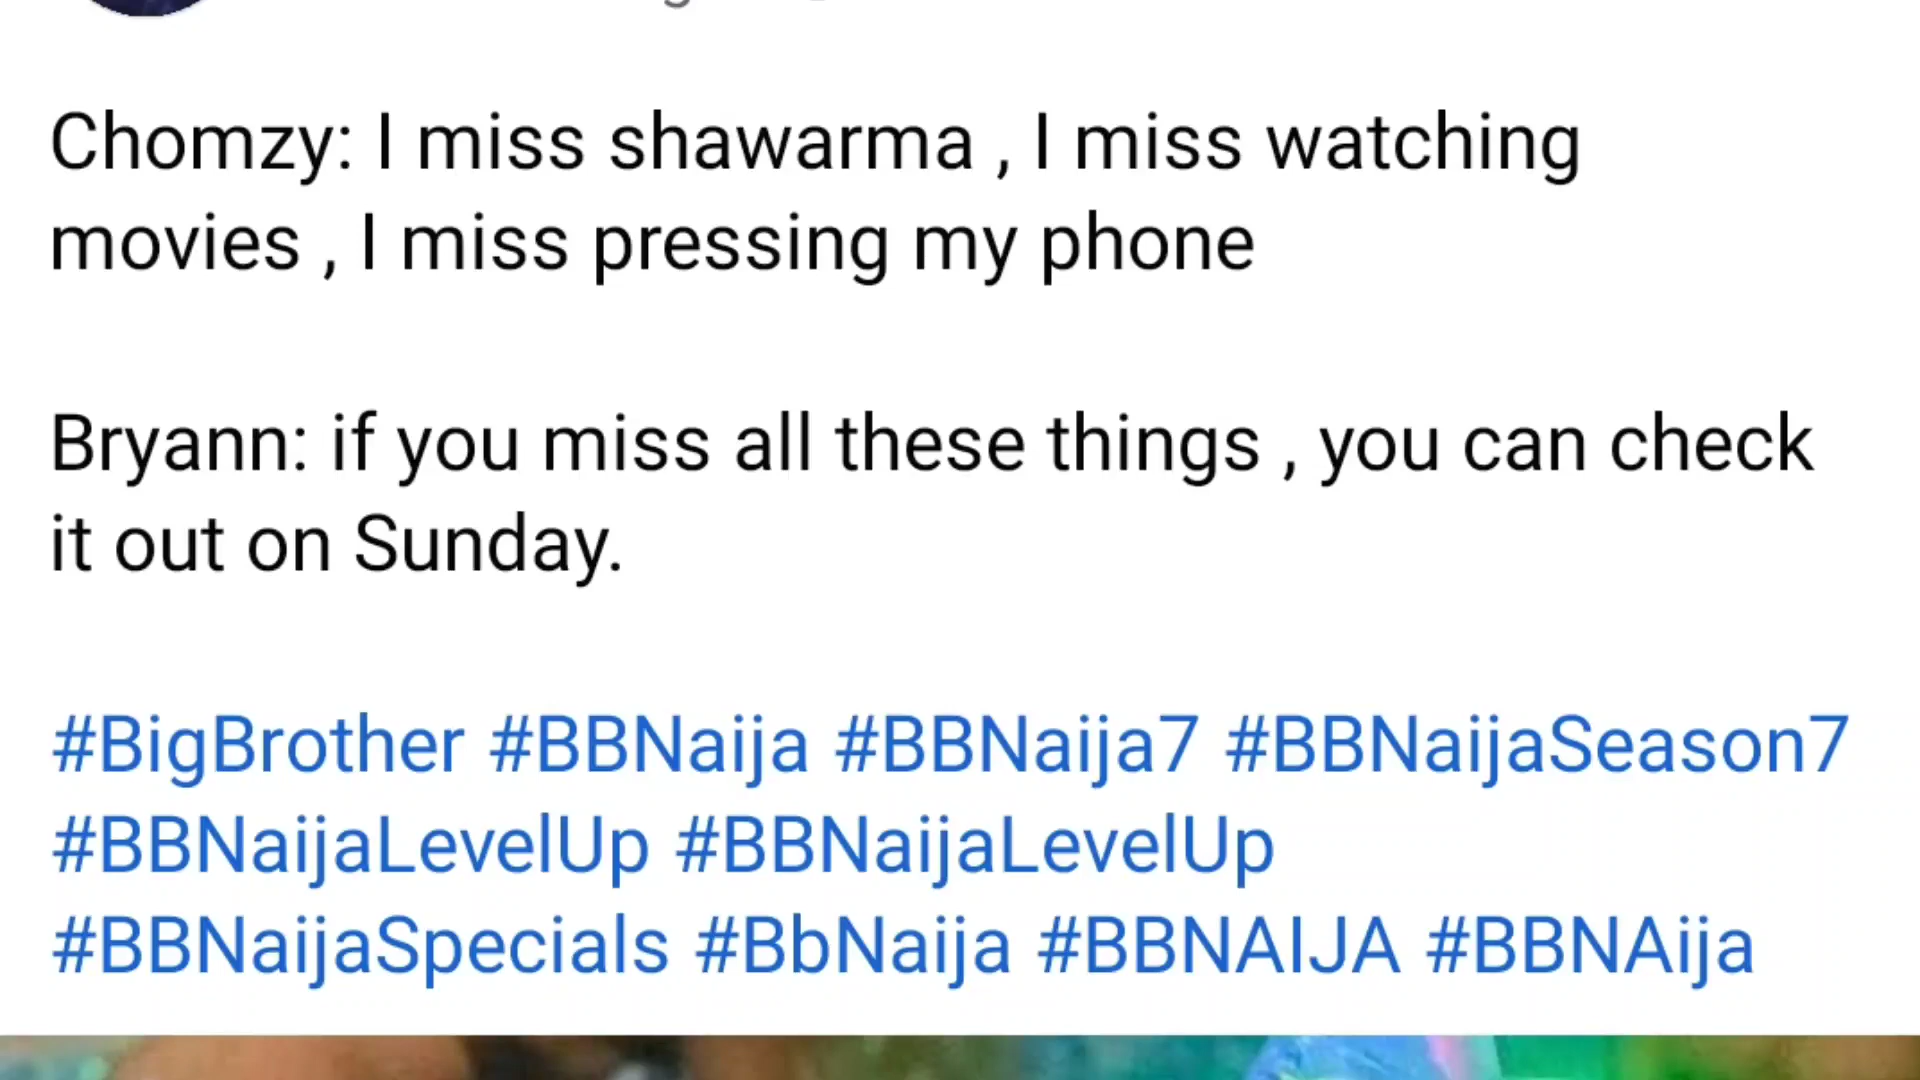 Chomzy: I miss shawarma , I miss watching
movies , I miss pressing my phone
Bryann: if you miss all these things , you can check
it out on Sunday.
#BigBrother #BBNaija #BBNaija7 #BBNaijaSeason7
#BBNaijaLevelUp #BBNaijaLevelUp
#BBNaijaSpecials #BbNaija #BBNAIJA #BBNAija